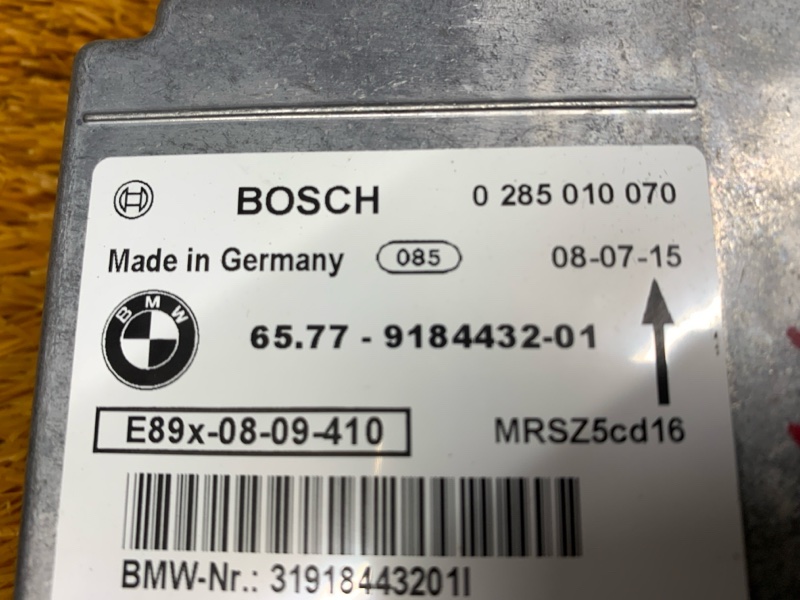 BOSCH 0 285 010 070
Made in Germany 085 08-07-15
BMW 65.77 - 9184432-01
E89x-08-09-410 MRSZ5cd16
BMW-Nr.: 31918443201I